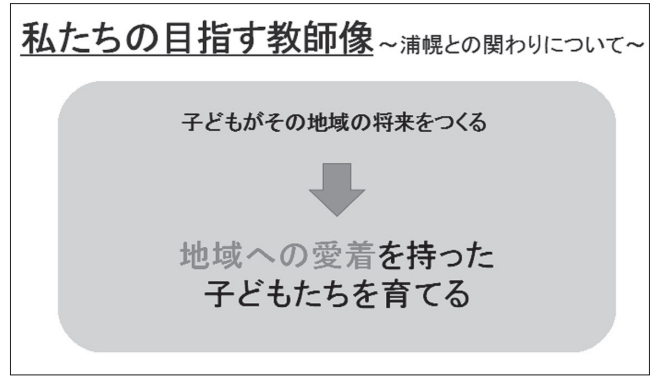 私たちの目指す教師像 ～浦幌との関わりについて～
子どもがその地域の将来をつくる
地域への愛着を持った
子どもたちを育てる